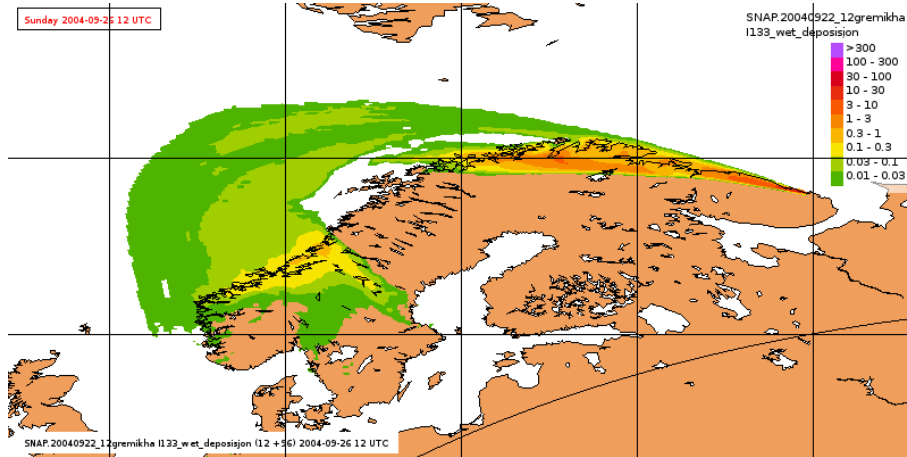 Sunday 2004-09-26 12 UTC
SNAP.20040922_12gremikha
I133_wet_deposisjon
>300
100 - 300
30 - 100
10 - 30
3 - 10
1 - 3
0.3 - 1
0.1 - 0.3
0.03 - 0.1
0.01 - 0.03
SNAP.20040922_12gremikha I133_wet_deposisjon (12 +96) 2004-09-26 12 UTC